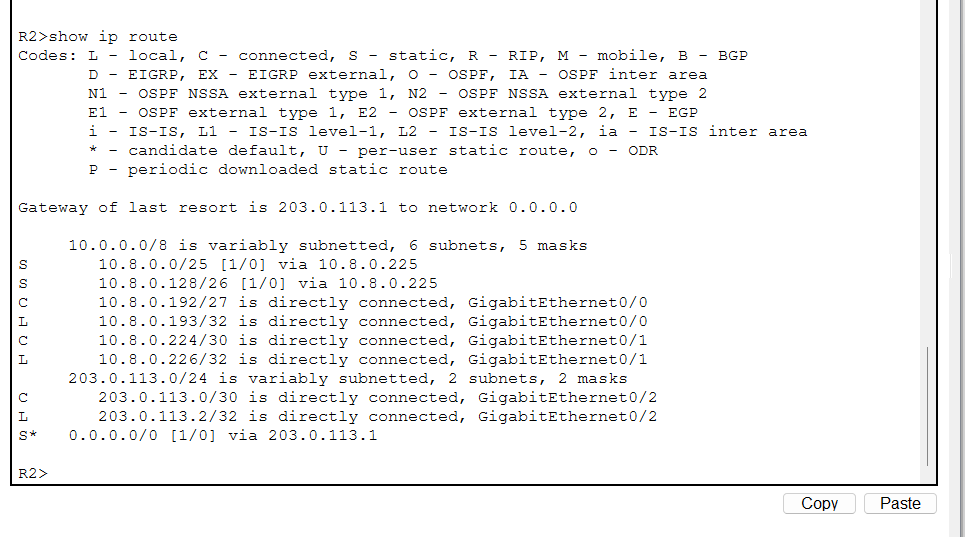 R2>show ip route
Codes: L - local, C - connected, S - static, R - RIP, M - mobile, B - BGP
       D - EIGRP, EX - EIGRP external, O - OSPF, IA - OSPF inter area
       N1 - OSPF NSSA external type 1, N2 - OSPF NSSA external type 2
       E1 - OSPF external type 1, E2 - OSPF external type 2, E - EGP
       i - IS-IS, L1 - IS-IS level-1, L2 - IS-IS level-2, ia - IS-IS inter area
       * - candidate default, U - per-user static route, o - ODR
       P - periodic downloaded static route
Gateway of last resort is 203.0.113.1 to network 0.0.0.0
     10.0.0.0/8 is variably subnetted, 6 subnets, 5 masks
S       10.8.0.0/25 [1/0] via 10.8.0.225
S       10.8.0.128/26 [1/0] via 10.8.0.225
C       10.8.0.192/27 is directly connected, GigabitEthernet0/0
L       10.8.0.193/32 is directly connected, GigabitEthernet0/0
C       10.8.0.224/30 is directly connected, GigabitEthernet0/1
L       10.8.0.226/32 is directly connected, GigabitEthernet0/1
     203.0.113.0/24 is variably subnetted, 2 subnets, 2 masks
C       203.0.113.0/30 is directly connected, GigabitEthernet0/2
L       203.0.113.2/32 is directly connected, GigabitEthernet0/2
S*   0.0.0.0/0 [1/0] via 203.0.113.1
R2>
Copy Paste